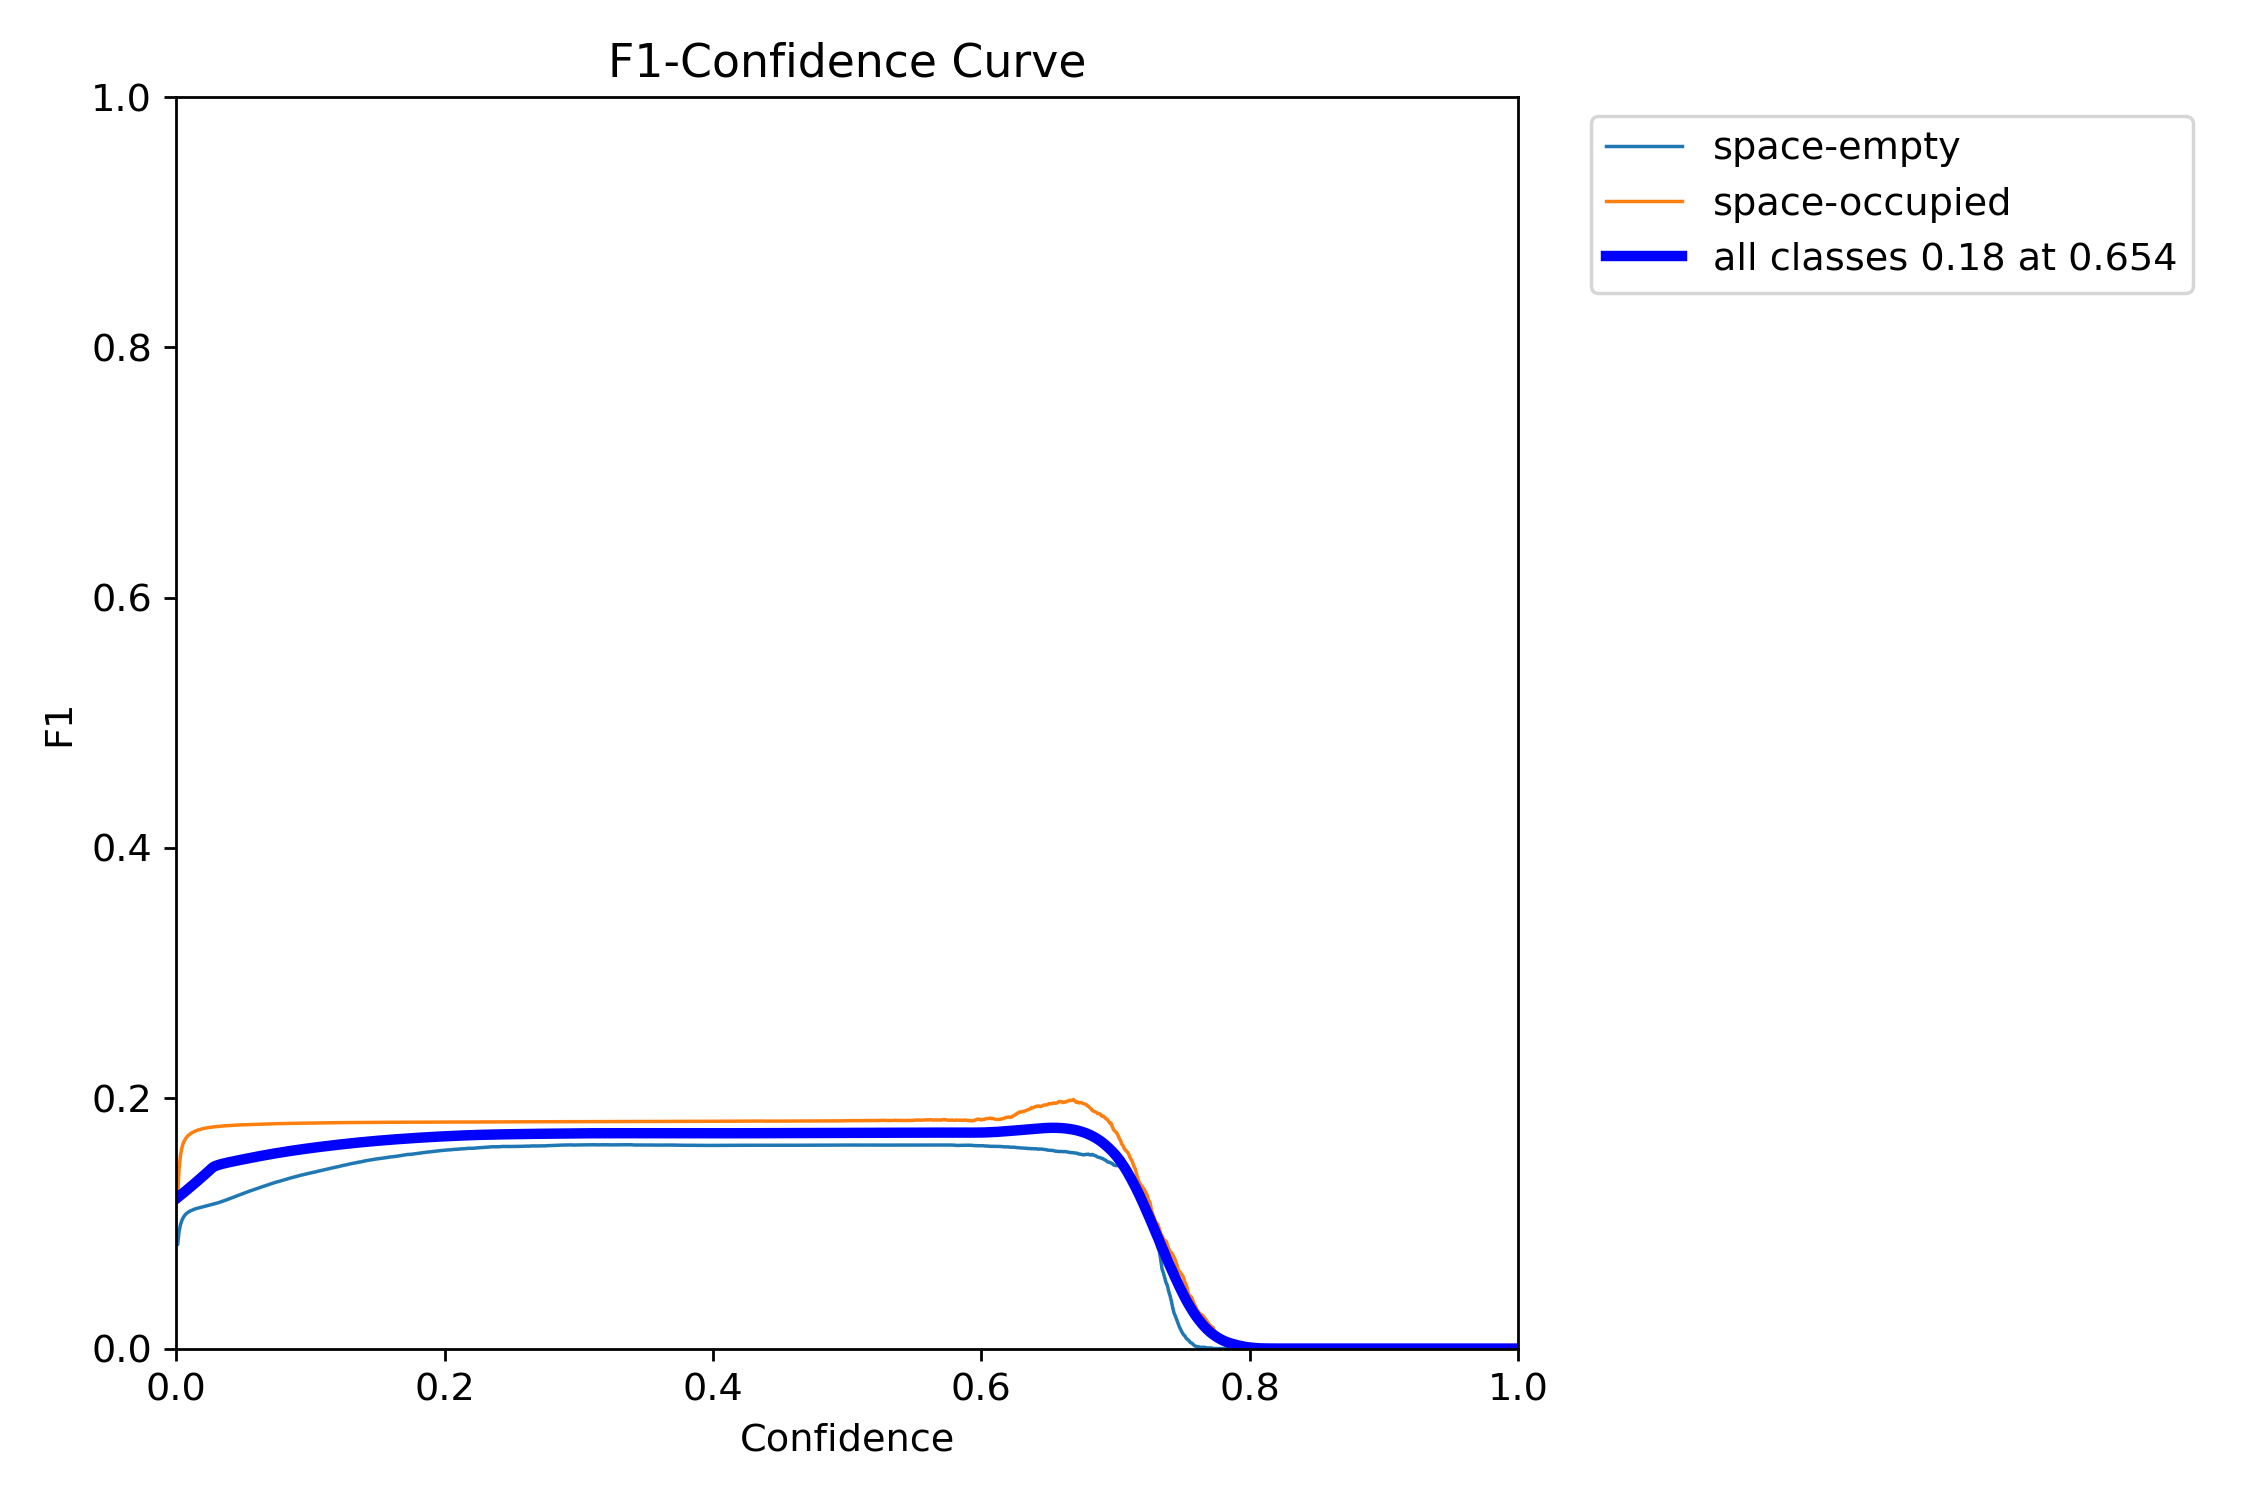 F1-Confidence Curve
1.0
0.8
0.6
0.4
0.2
0.0
F1
0.0 0.2 0.4 0.6 0.8 1.0
Confidence
space-empty
space-occupied
all classes 0.18 at 0.654